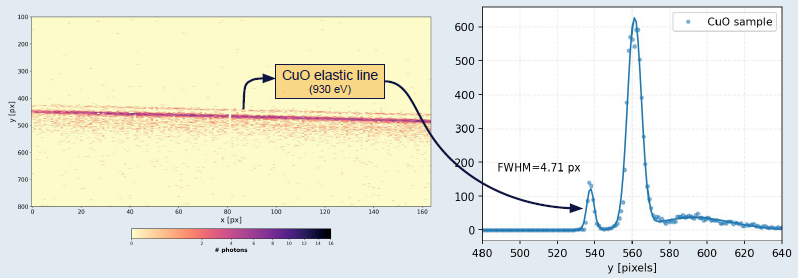 100
200
300
400
500
600
700
800
y [px]
0
20
40
60
80
100
120
140
160
x [px]
CuO elastic line
(930 eV)
0 2 4 6 8 10 12 14 16
# photons
600
500
400
300
200
100
0
CuO sample
FWHM=4.71 px
480 500 520 540 560 580 600 620 640
y [pixels]